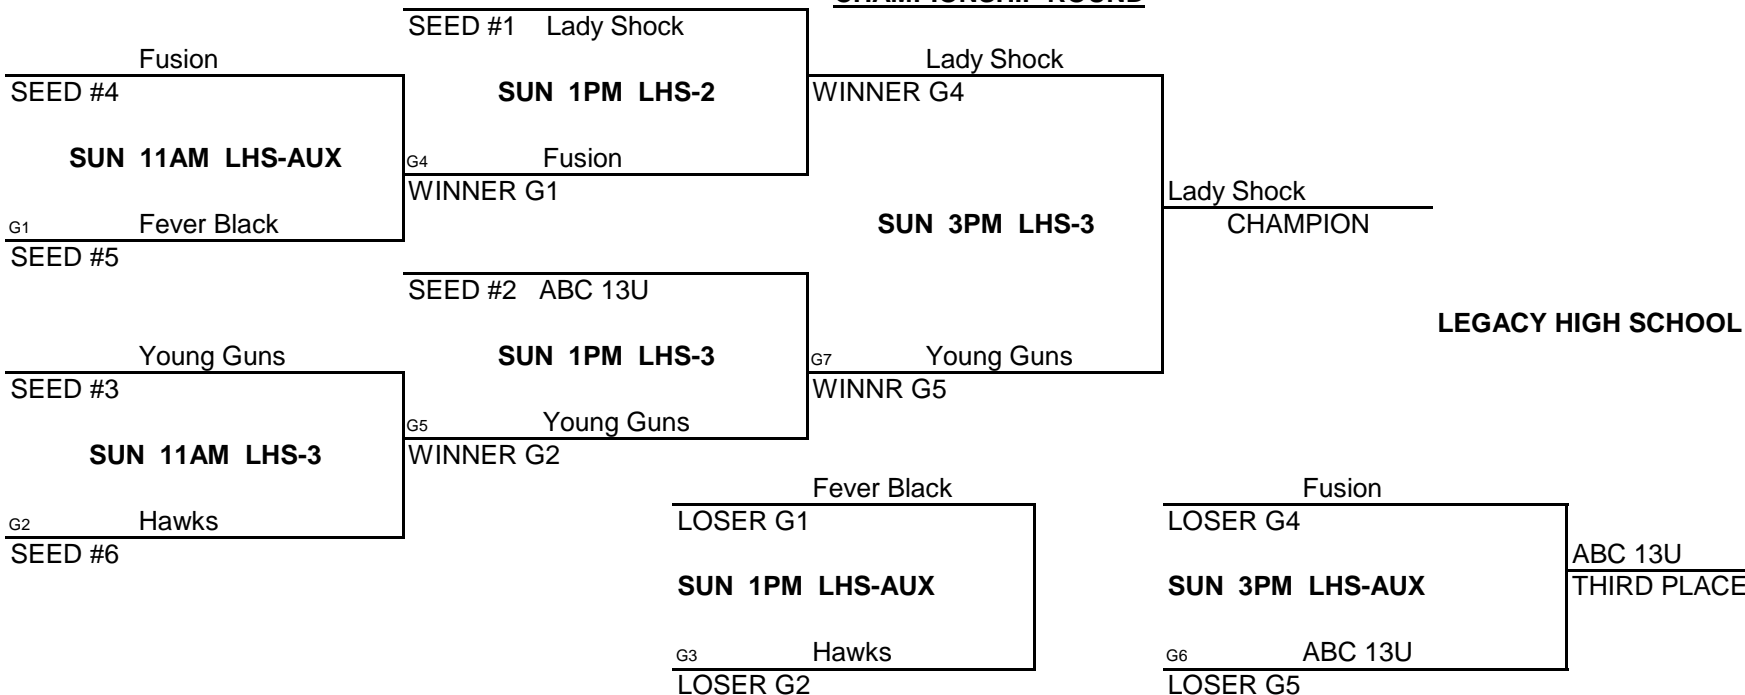 CHAMPIONSHIP ROUND
SEED #1 Lady Shock
Fusion
Lady Shock
SEED #4
SUN 1PM LHS-2
WINNER G4
SUN 11AM LHS-AUX
G4 Fusion
WINNER G1
Lady Shock
G1 Fever Black
SUN 3PM LHS-3
CHAMPION
SEED #5
SEED #2 ABC 13U
LEGACY HIGH SCHOOL
Young Guns
SUN 1PM LHS-3
G7 Young Guns
SEED #3
WINNR G5
G5 Young Guns
SUN 11AM LHS-3
WINNER G2
Fever Black
Fusion
G2 Hawks
LOSER G1
LOSER G4
SEED #6
ABC 13U
SUN 1PM LHS-AUX
SUN 3PM LHS-AUX
THIRD PLACE
G3 Hawks
G6 ABC 13U
LOSER G2
LOSER G5